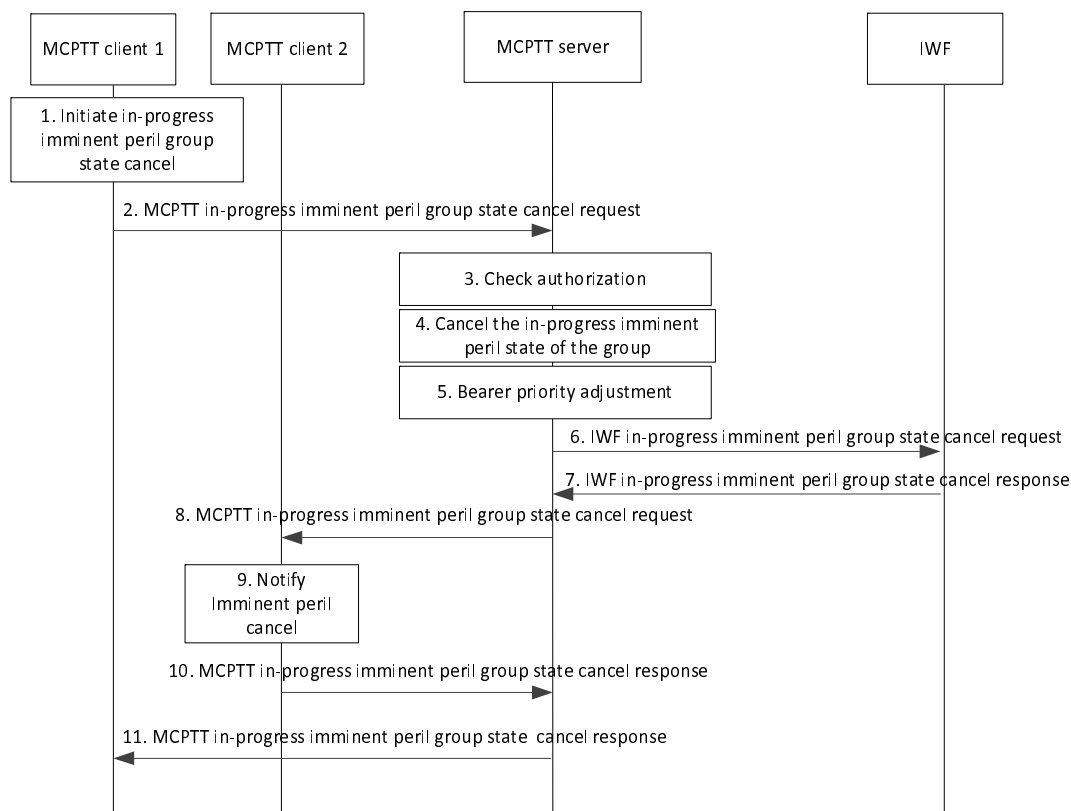 MCPTT client 1
MCPTT client 2
MCPTT server
IWF
1. Initiate in-progress
imminent peril group
state cancel
2. MCPTT in-progress imminent peril group state cancel request
3. Check authorization
4. Cancel the in-progress imminent
peril state of the group
5. Bearer priority adjustment
6. IWF in-progress imminent peril group state cancel request
7. IWF in-progress imminent peril group state cancel response
8. MCPTT in-progress imminent peril group state cancel request
9. Notify
Imminent peril
cancel
10. MCPTT in-progress imminent peril group state cancel response
11. MCPTT in-progress imminent peril group state cancel response